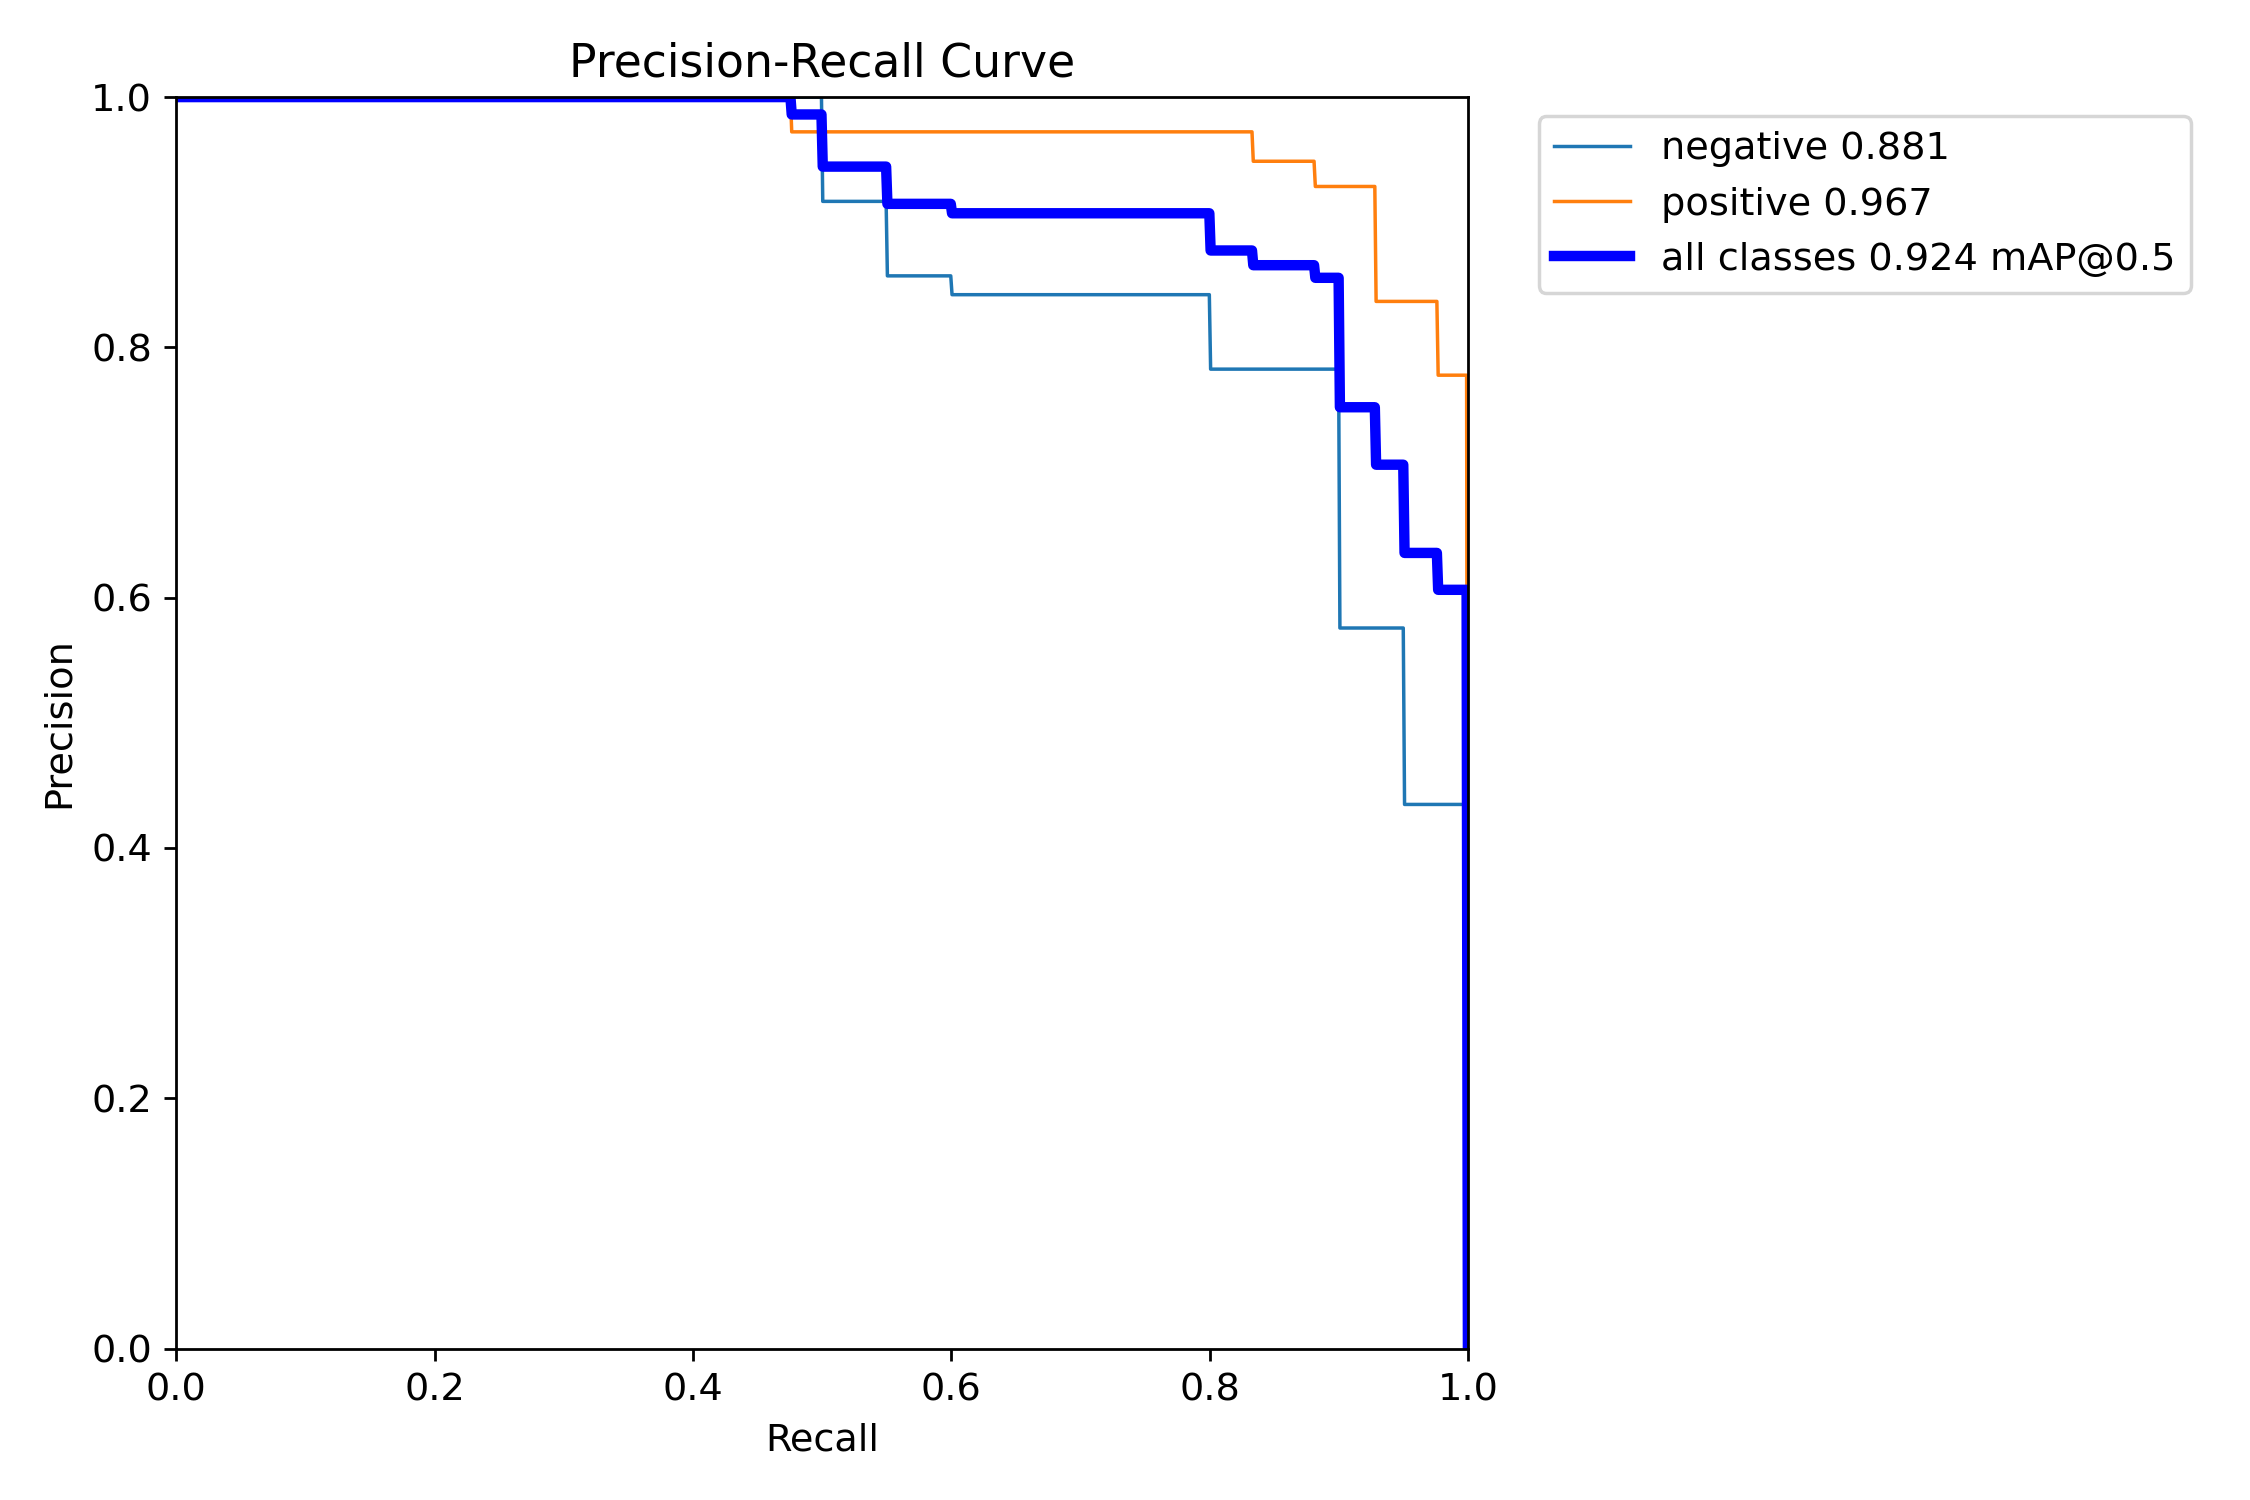 Precision-Recall Curve
1.0
0.8
0.6
0.4
0.2
0.0
Precision
0.0 0.2 0.4 0.6 0.8 1.0
Recall
negative 0.881
positive 0.967
all classes 0.924 mAP@0.5